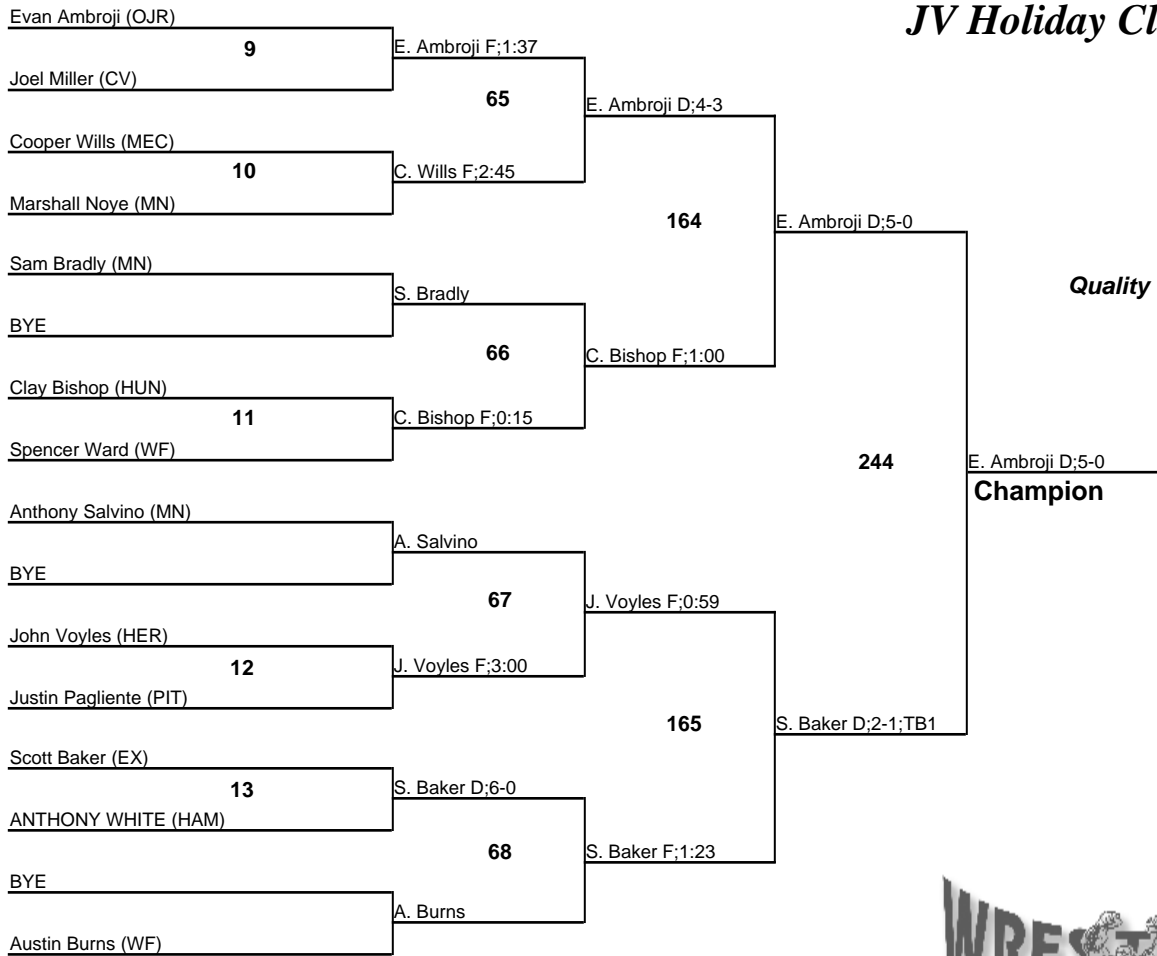 Evan Ambroji (OJR)
JV Holiday Cl
9
E. Ambroji F;1:37
Joel Miller (CV)
65
E. Ambroji D;4-3
Cooper Wills (MEC)
10
C. Wills F;2:45
Marshall Noye (MN)
164
E. Ambroji D;5-0
Sam Bradly (MN)
S. Bradly
Quality
BYE
66
C. Bishop F;1:00
Clay Bishop (HUN)
11
C. Bishop F;0:15
Spencer Ward (WF)
244
E. Ambroji D;5-0
Champion
Anthony Salvino (MN)
A. Salvino
BYE
67
J. Voyles F;0:59
John Voyles (HER)
12
J. Voyles F;3:00
Justin Pagliente (PIT)
165
S. Baker D;2-1;TB1
Scott Baker (EX)
13
S. Baker D;6-0
ANTHONY WHITE (HAM)
68
S. Baker F;1:23
BYE
A. Burns
Austin Burns (WF)